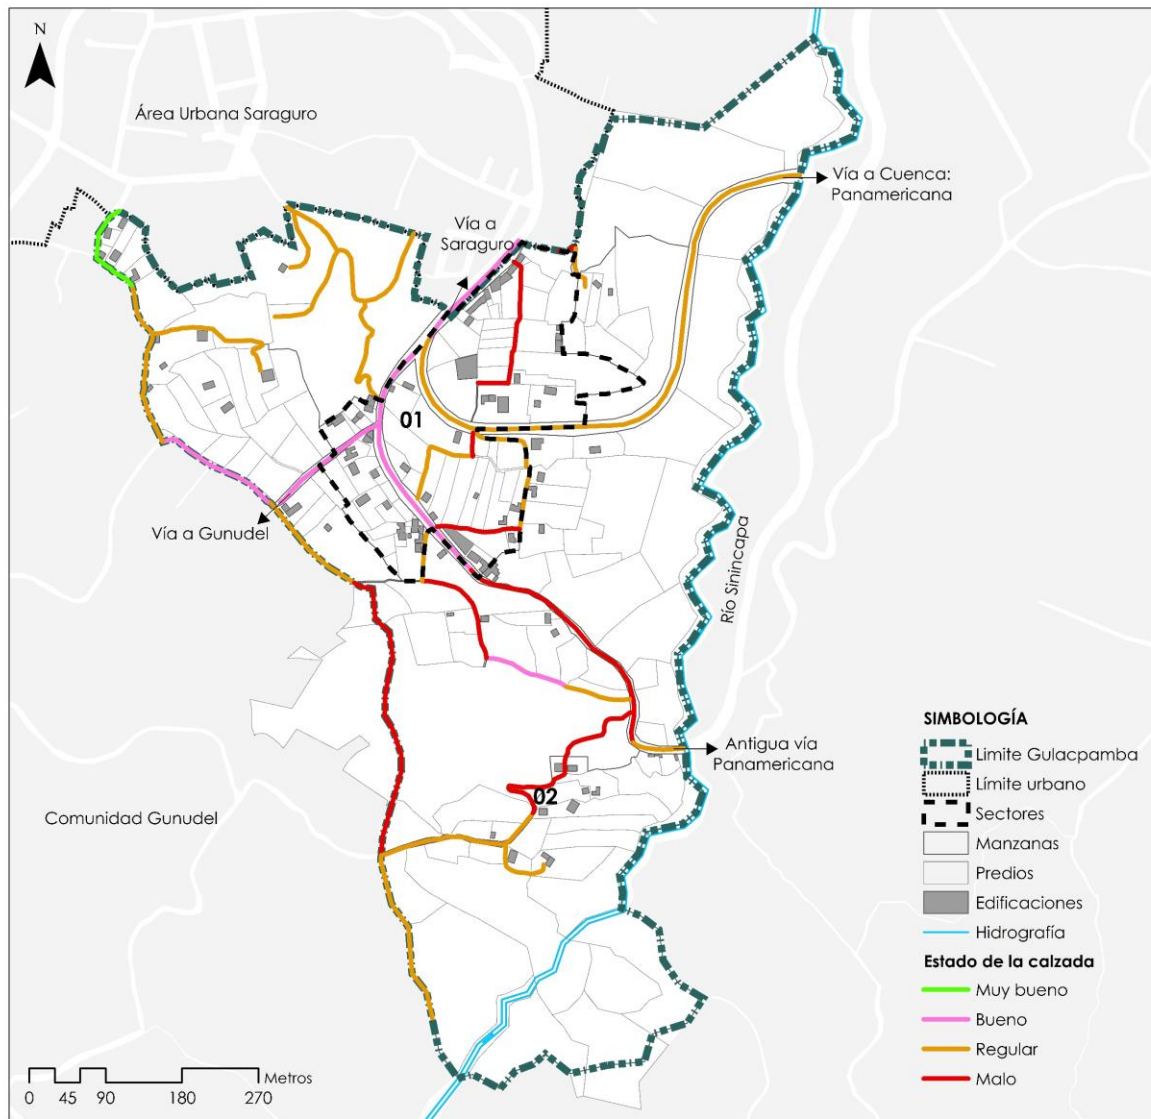 N
Área Urbana Saraguro
Vía a
Saraguro
Vía a Cuenca:
Panamericana
01
Vía a Gunudel
Río Sinincapa
Antigua vía
Panamericana
02
Comunidad Gunudel
SIMBOLOGÍA
Limite Gulacpamba
Límite urbano
Sectores
Manzanas
Predios
Edificaciones
Hidrografía
Estado de la calzada
Muy bueno
Bueno
Regular
Malo
Metros
0 45 90 180 270